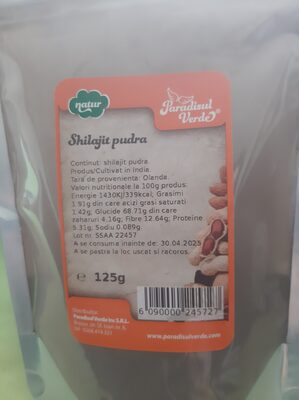 natur
Paradisul
Verde®
Shilajit pudra
Continut: shilajit pudra.
Produs/Cultivat in India.
Tara de provenienta: Olanda.
Valori nutritionale la 100g produs:
Energie 1430KJ/339kcal, Grasimi
1.91g din care acizi grasi saturati
1.42g, Glucide 68.71g din care
zaharuri 4.16g; Fibre 12.64g; Proteine
5.31g; Sodiu 0.089g
Lot nr. SSAA 22457
A se consuma inainte de: 30.04.2025
A se pastra la loc uscat si racoros.
e 125g
6 090000 245727
Distribuitor:
Paradisul Verde Inc S.R.L.
www.paradisulverde.com